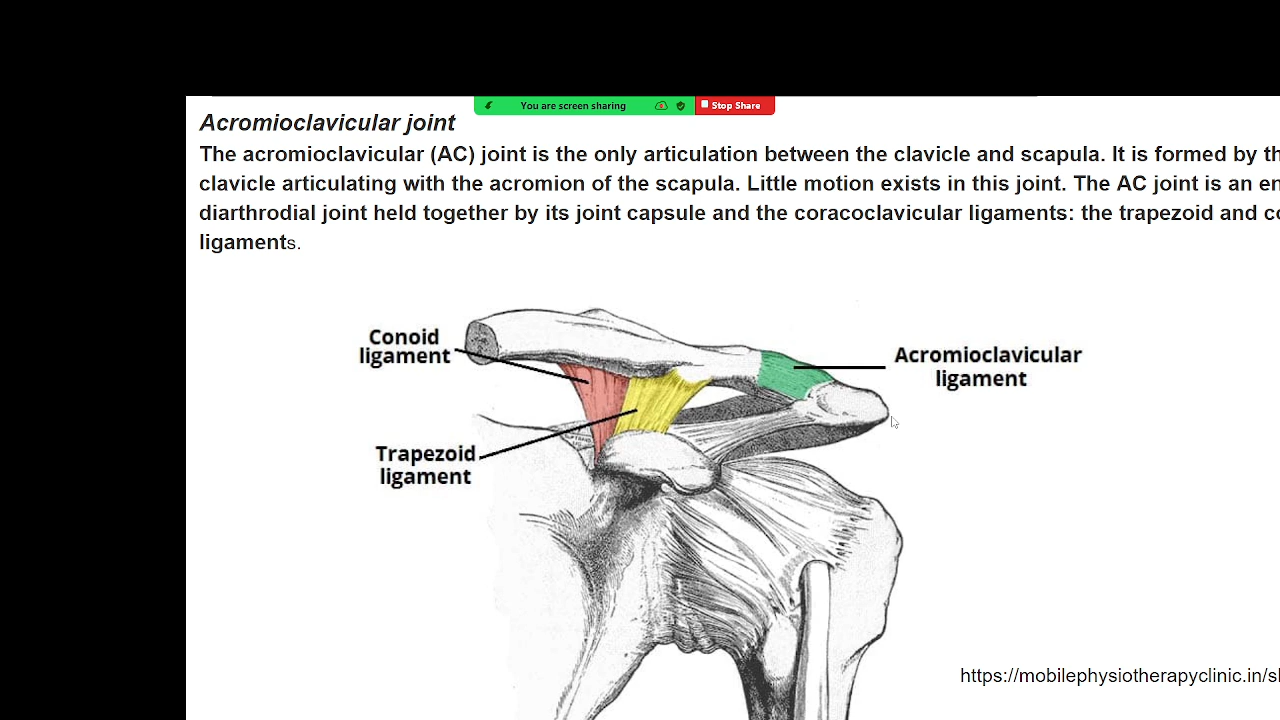 You are screen sharing
Stop Share
Acromioclavicular joint
The acromioclavicular (AC) joint is the only articulation between the clavicle and scapula. It is formed by
clavicle articulating with the acromion of the scapula. Little motion exists in this joint. The AC joint is an
diarthrodial joint held together by its joint capsule and the coracoclavicular ligaments: the trapezoid and
ligaments.
Conoid
ligament
Acromioclavicular
ligament
Trapezoid
ligament
https://mobilephysiotherapyclinic.in/sl